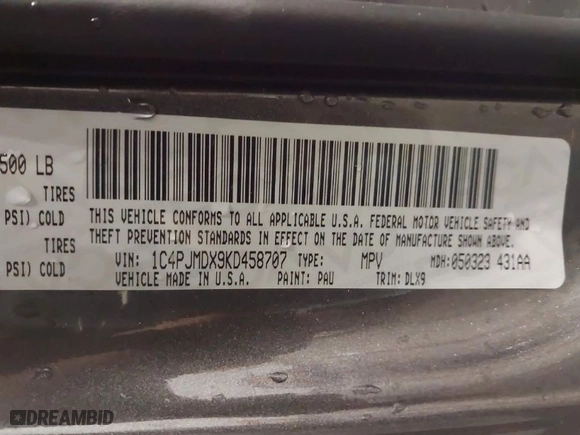 500 LB
TIRES
PSI) COLD
TIRES
PSI) COLD
THIS VEHICLE CONFORMS TO ALL APPLICABLE U.S.A. FEDERAL MOTOR VEHICLE SAFETY AND
THEFT PREVENTION STANDARDS IN EFFECT ON THE DATE OF MANUFACTURE SHOWN ABOVE.
VIN: 1C4PJMDX9KD458707 TYPE: MPV MDH: 050323 431AA
VEHICLE MADE IN U.S.A. PAINT: PAU TRIM: DLX9
DREAMBID